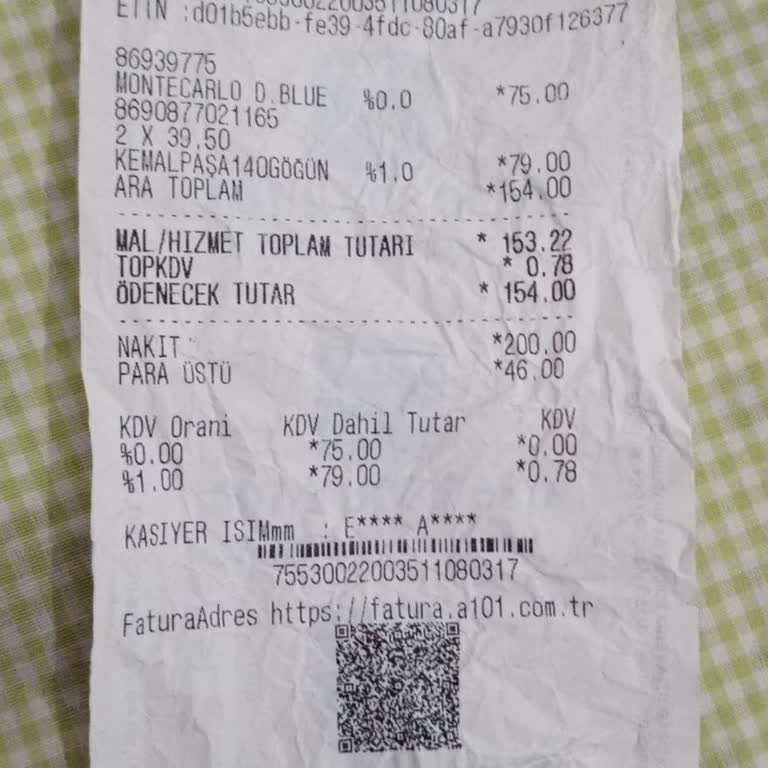 ETTN :d01b5ebb-fe39-4fdc-80af-a7930f126377
86939775
MONTECARLO D.BLUE %0.0 *75.00
8690877021165
2 X 39.50
KEMALPAŞA140GÖĞÜN %1.0 *79.00
ARA TOPLAM *154.00
MAL/HIZMET TOPLAM TUTARI * 153.22
TOPKDV * 0.78
ÖDENECEK TUTAR * 154.00
NAKIT *200.00
PARA ÜSTÜ *46.00
KDV Orani KDV Dahil Tutar KDV
%0.00 *75.00 *0.00
%1.00 *79.00 *0.78
KASIYER ISIMmm : E**** A****
75530022003511080317
FaturaAdres https://fatura.a101.com.tr